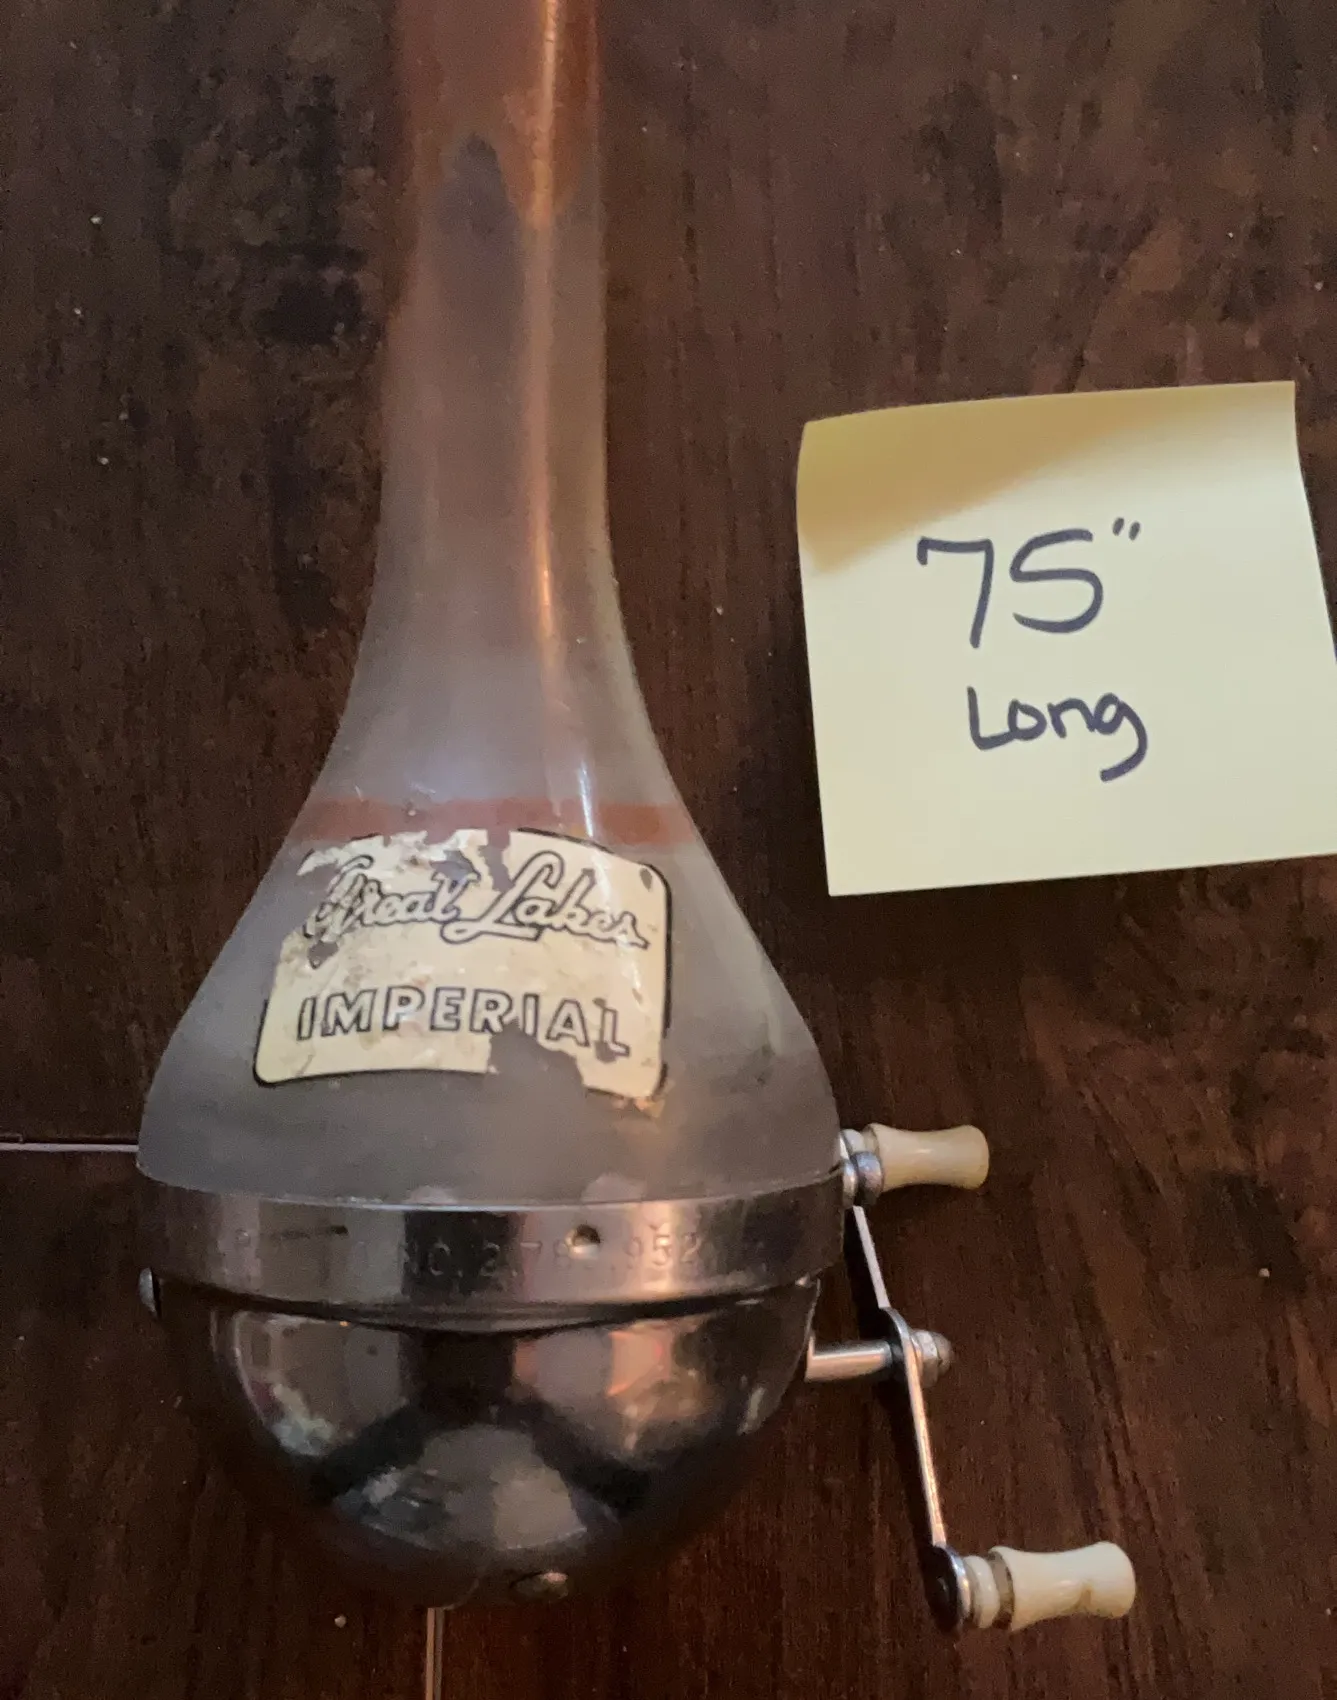 75"
Long
Great Lakes
IMPERIAL